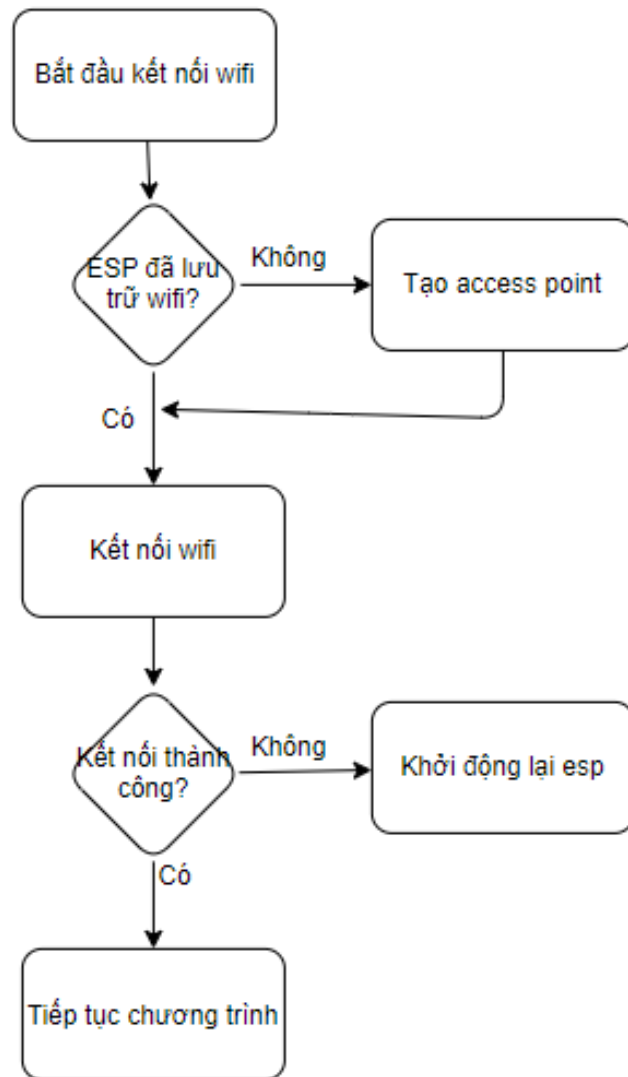 Bắt đầu kết nối wifi
ESP đã lưu
trữ wifi?
Không
Tạo access point
Có
Kết nối wifi
Kết nối thành
công?
Không
Khởi động lại esp
Có
Tiếp tục chương trình